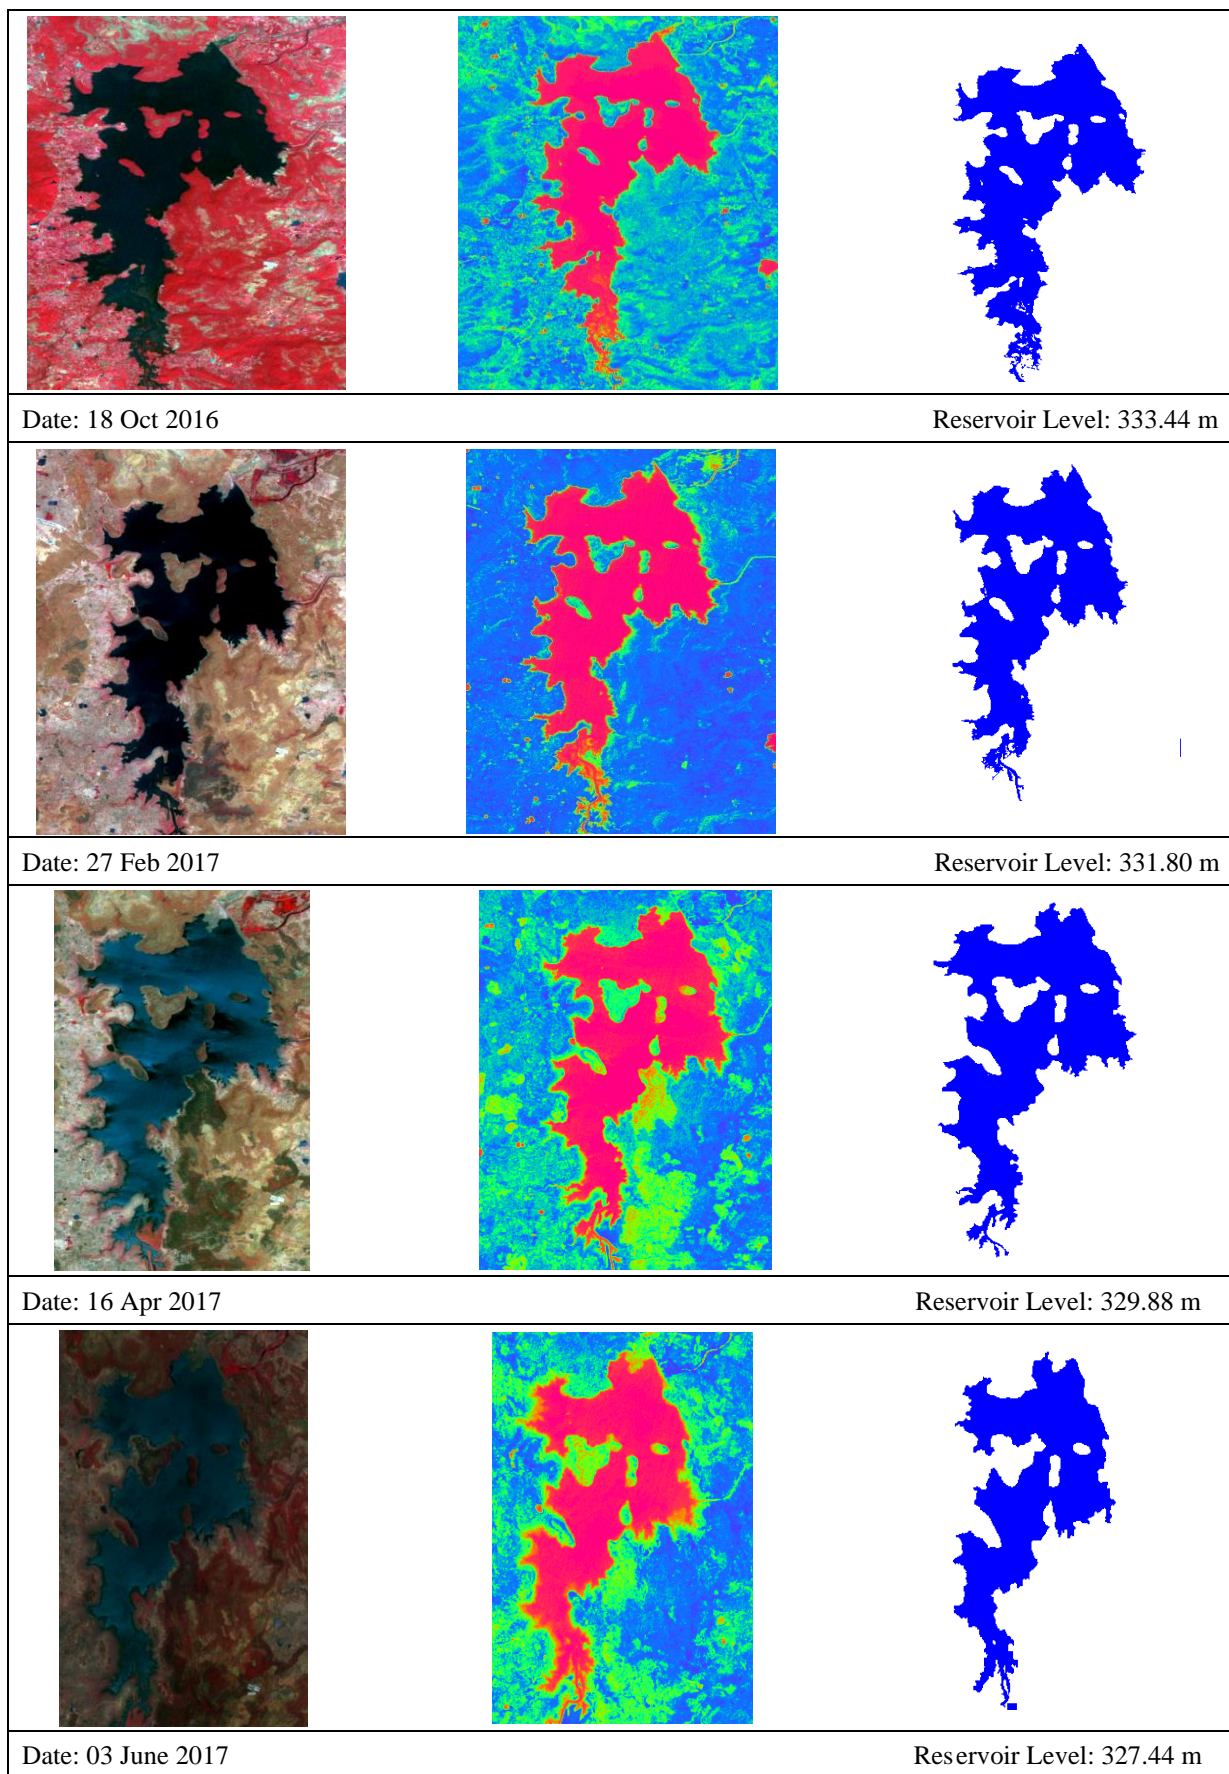 Date: 18 Oct 2016 Reservoir Level: 333.44 m
Date: 27 Feb 2017 Reservoir Level: 331.80 m
Date: 16 Apr 2017 Reservoir Level: 329.88 m
Date: 03 June 2017 Reservoir Level: 327.44 m